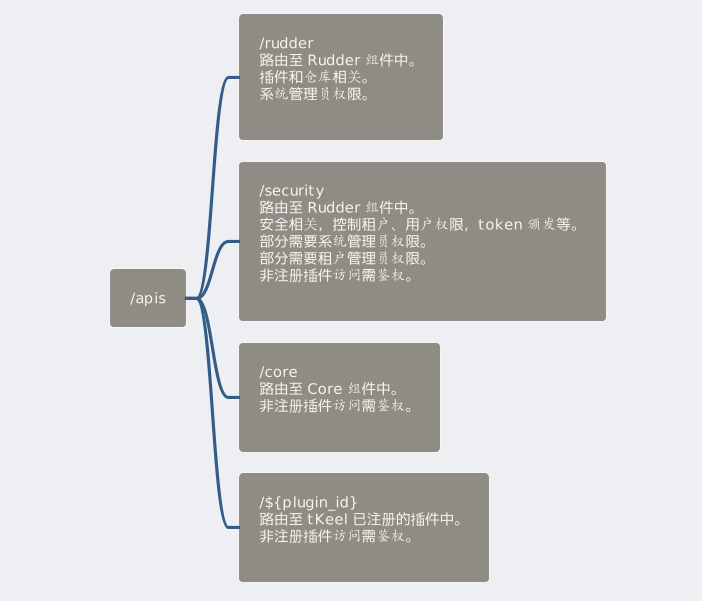 /apis
/rudder
路由至 Rudder 组件中。
插件和仓库相关。
系统管理员权限。
/security
路由至 Rudder 组件中。
安全相关，控制租户、用户权限，token 颁发等。
部分需要系统管理员权限。
部分需要租户管理员权限。
非注册插件访问需鉴权。
/core
路由至 Core 组件中。
非注册插件访问需鉴权。
/${plugin_id}
路由至 tKeel 已注册的插件中。
非注册插件访问需鉴权。